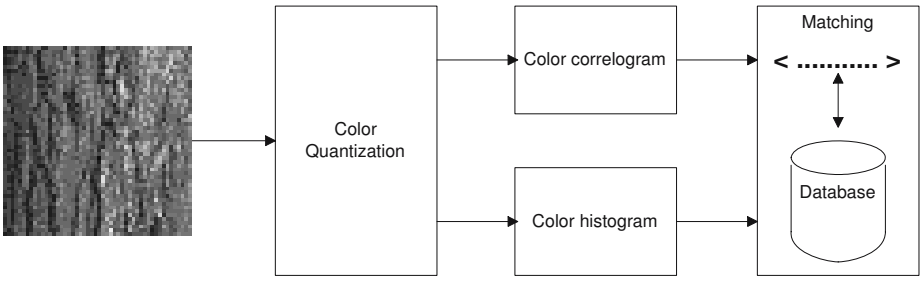 Color
Quantization
Color correlogram
Color histogram
Matching
< ........... >
Database